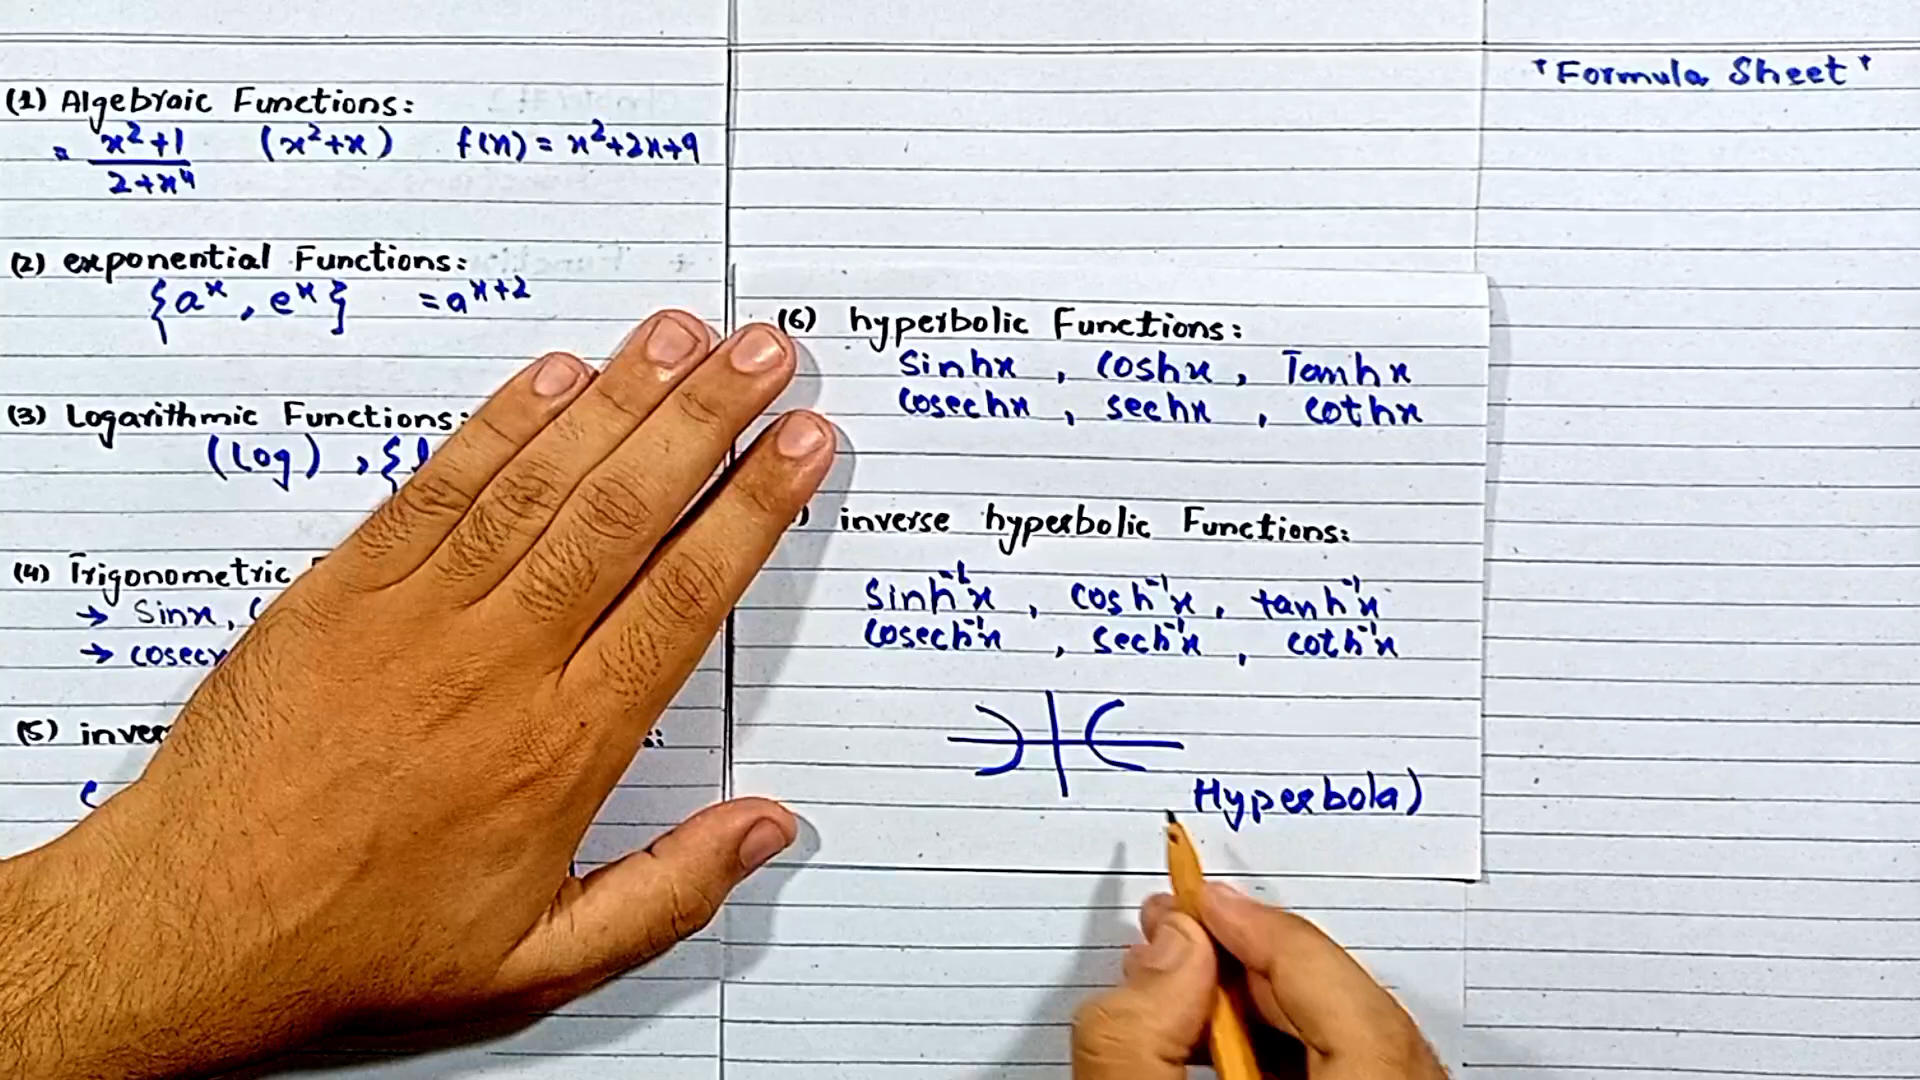 (1) Algebraic Functions:
= x²+1 / 2+x⁴ (x²+x) f(x) = x²+2x+9
(2) exponential Functions:
{aˣ, eˣ} = aˣ⁺²
(3) Logarithmic Functions:
(Log) , {
(4) Trigonometric
→ Sinx,
→ cosec
(5) inver
'Formula Sheet'
(6) hyperbolic Functions:
Sinhx , Coshx , Tanhx
Cosechx , sechx , cothx
) inverse hyperbolic Functions:
Sinh⁻¹x , cosh⁻¹x , tanh⁻¹x
Cosech⁻¹x , sech⁻¹x , coth⁻¹x
Hyperbola)